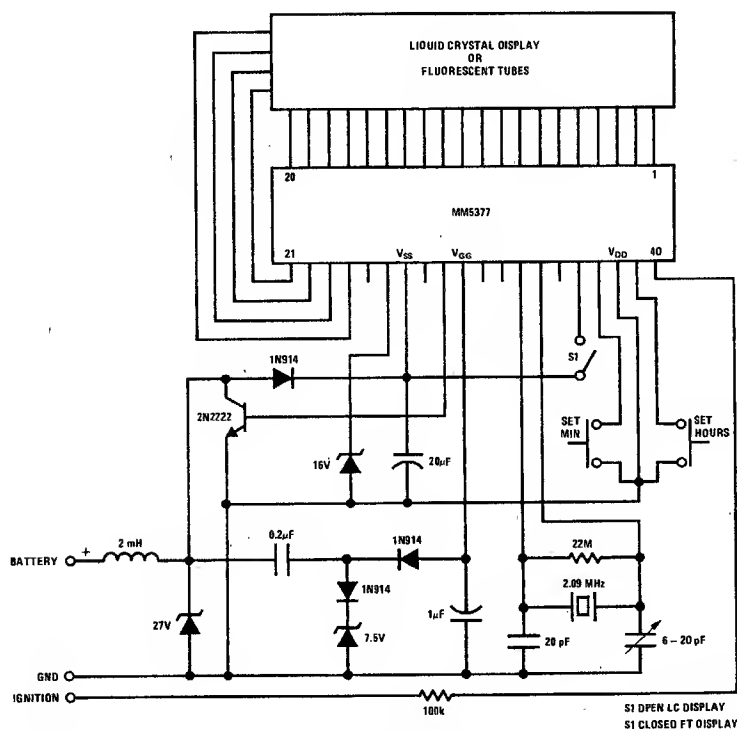 LIQUID CRYSTAL DISPLAY
OR
FLUORESCENT TUBES
20
1
MM5377
21
VSS
VGG
VDD
40
1N914
S1
2N2222
SET
MIN
SET
HOURS
16V
20µF
0.2µF
1N914
22M
BATTERY
+
2 mH
1N914
2.09 MHz
27V
7.5V
1µF
20 pF
6 – 20 pF
GND
IGNITION
100k
S1 OPEN LC DISPLAY
S1 CLOSED FT DISPLAY